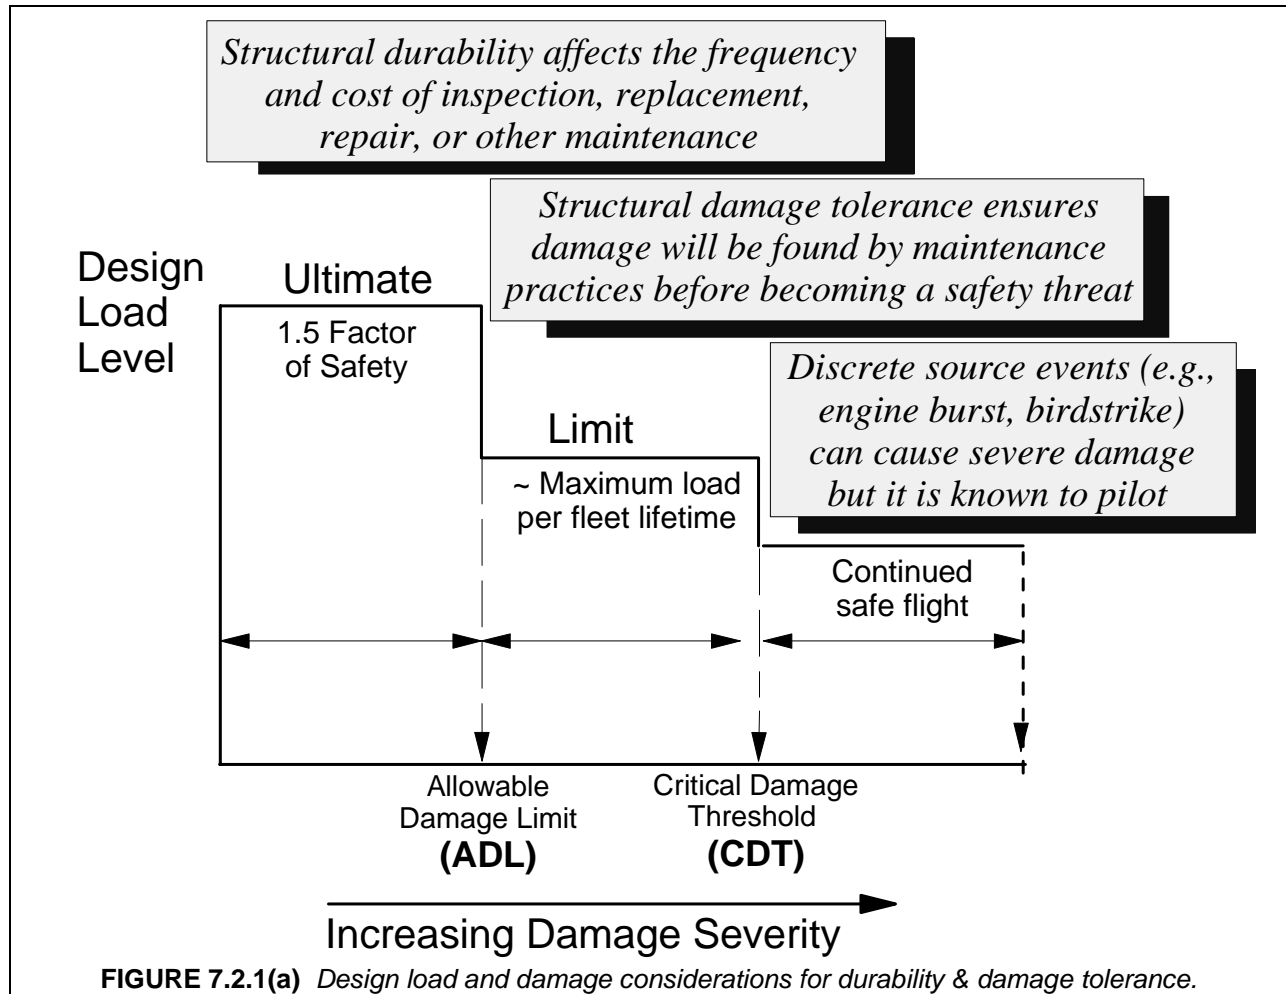 Structural durability affects the frequency
and cost of inspection, replacement,
repair, or other maintenance
Structural damage tolerance ensures
damage will be found by maintenance
practices before becoming a safety threat
Discrete source events (e.g.,
engine burst, birdstrike)
can cause severe damage
but it is known to pilot
Design
Load
Level
Ultimate
1.5 Factor
of Safety
Limit
~ Maximum load
per fleet lifetime
Continued
safe flight
Allowable
Damage Limit
(ADL)
Critical Damage
Threshold
(CDT)
Increasing Damage Severity
FIGURE 7.2.1(a) Design load and damage considerations for durability & damage tolerance.